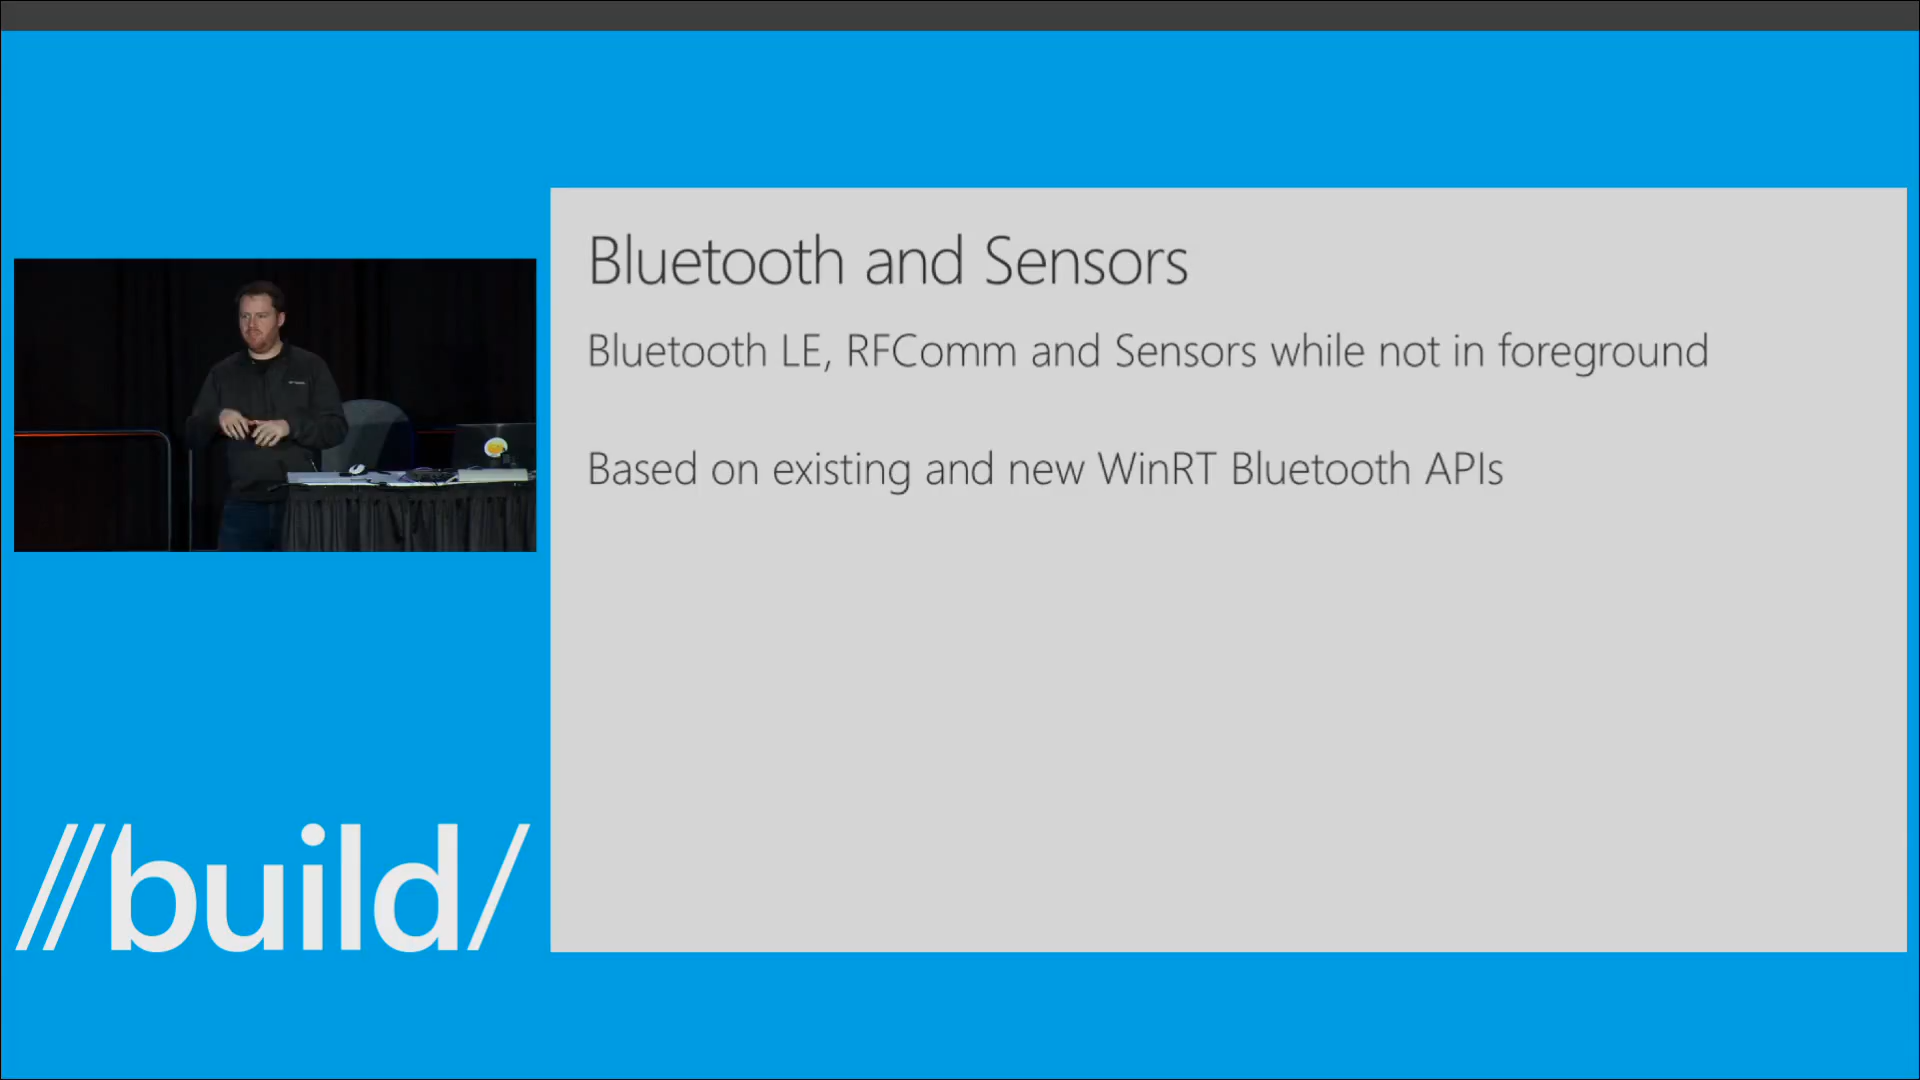 Bluetooth and Sensors
Bluetooth LE, RFComm and Sensors while not in foreground
Based on existing and new WinRT Bluetooth APIs
//build/